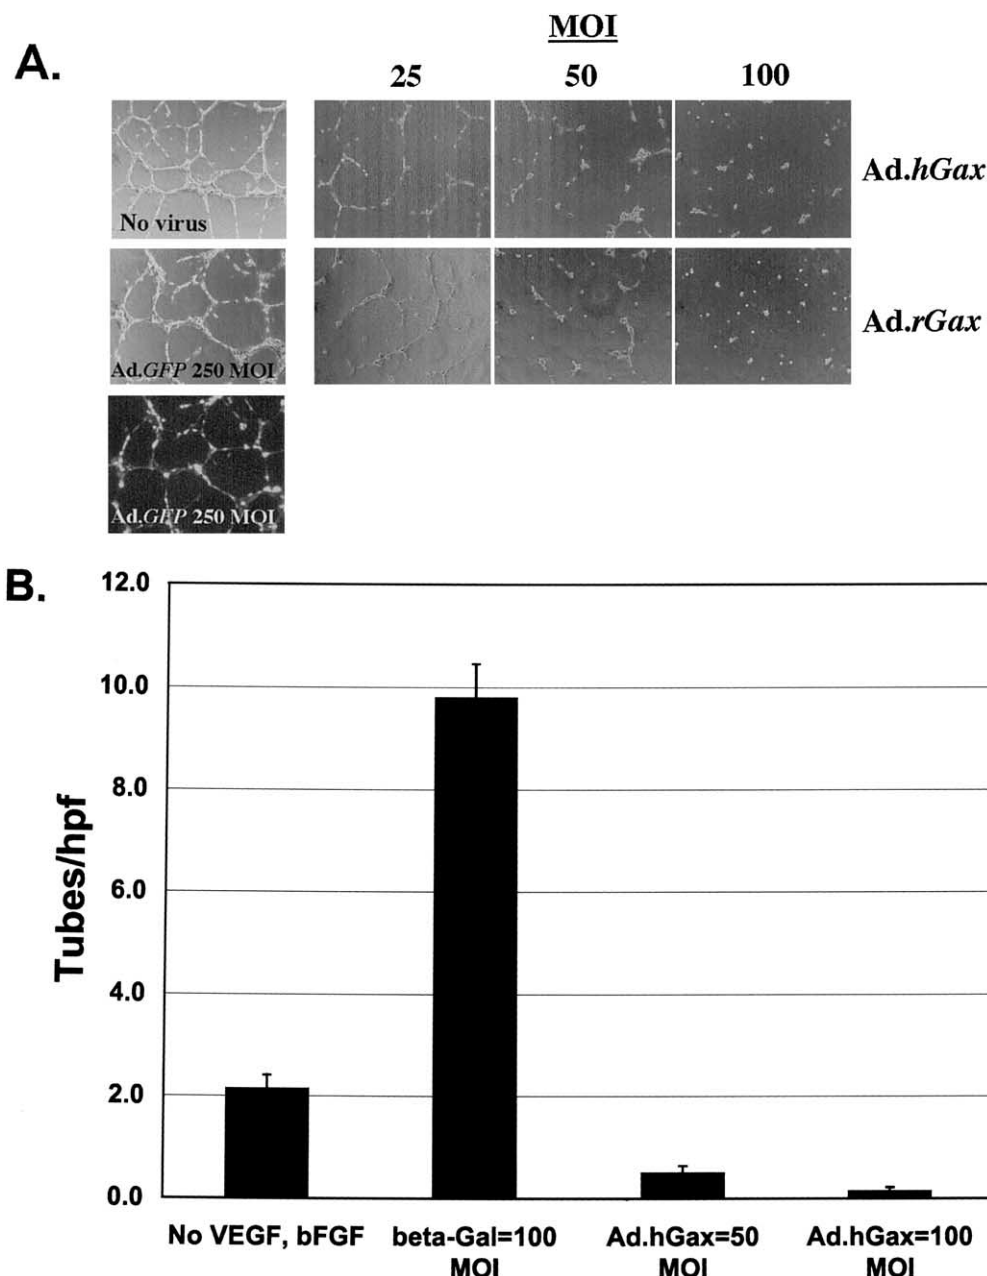 A.
MOI
25 50 100
No virus
Ad.hGax
Ad.GFP 250 MOI
Ad.rGax
Ad.GFP 250 MOI
B.
Tubes/hpf
12.0
10.0
8.0
6.0
4.0
2.0
0.0
No VEGF, bFGF beta-Gal=100 Ad.hGax=50 Ad.hGax=100
MOI MOI MOI